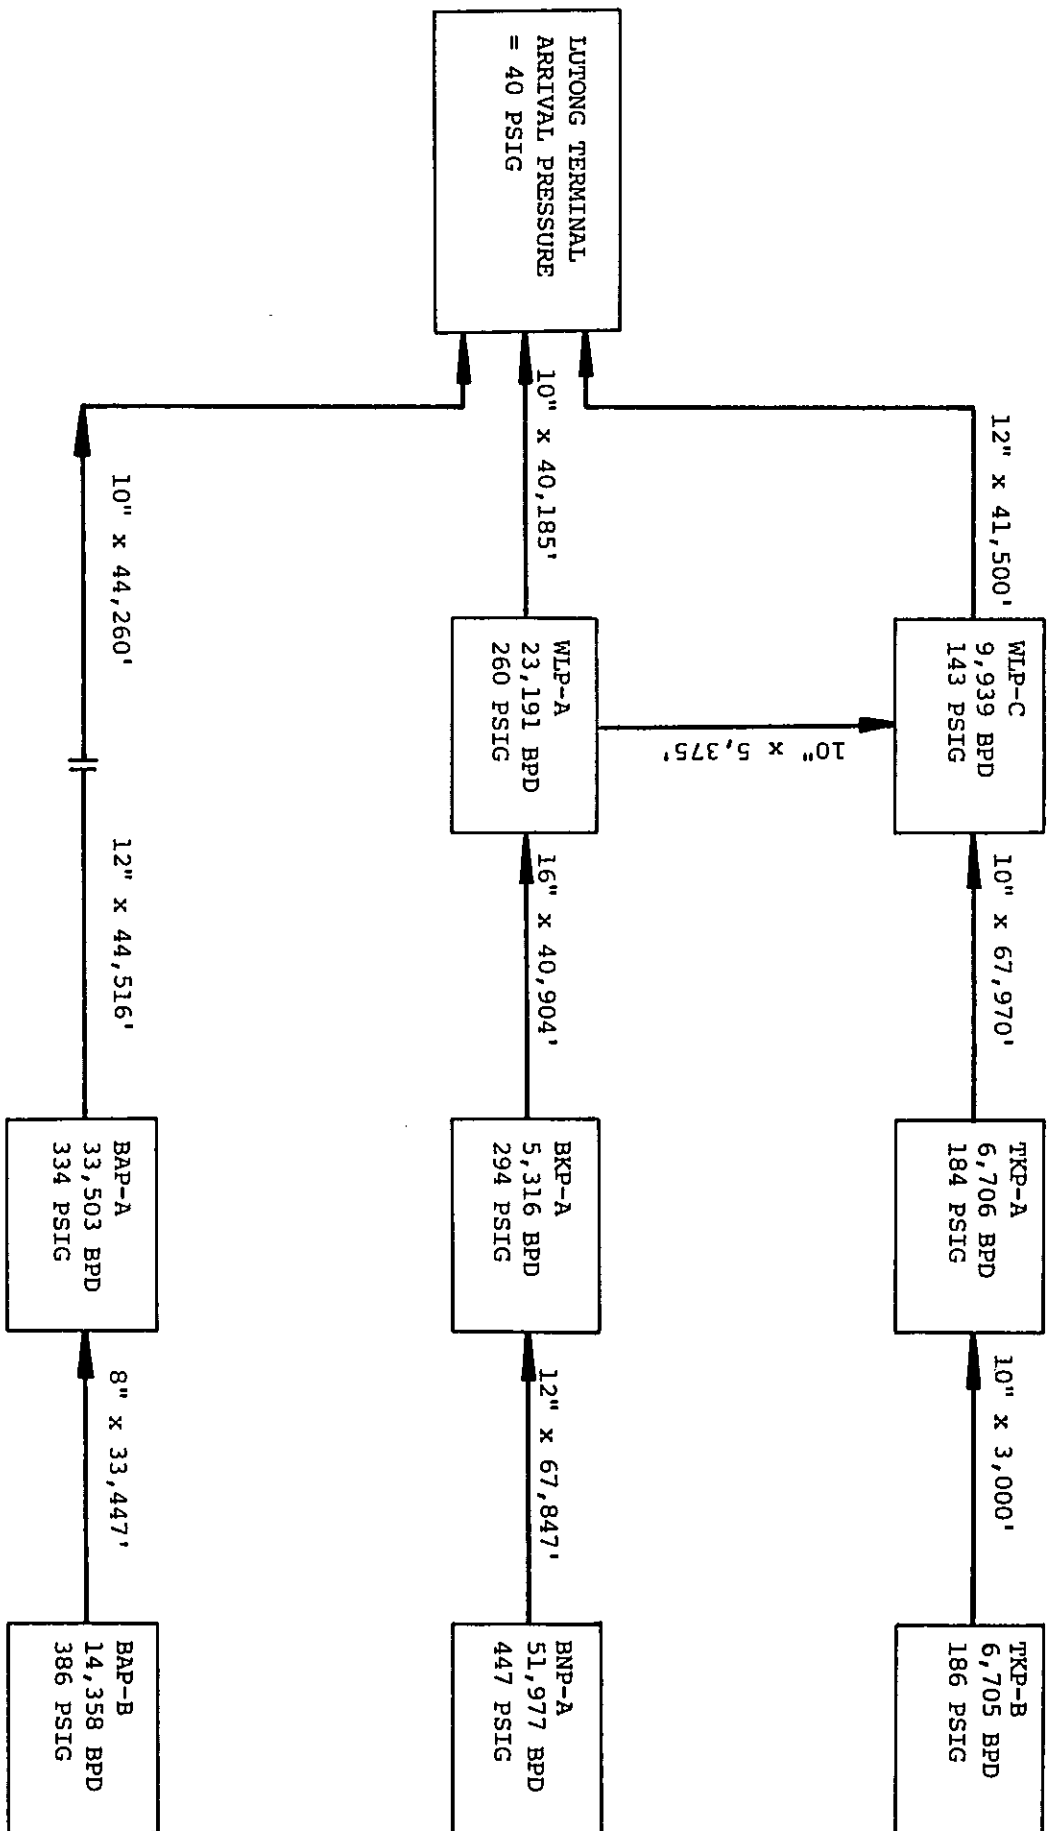 LUTONG TERMINAL
ARRIVAL PRESSURE
= 40 PSIG
12" x 41,500'
WLP-C
9,939 BPD
143 PSIG
10" x 67,970'
TKP-A
6,706 BPD
184 PSIG
10" x 3,000'
TKP-B
6,705 BPD
186 PSIG
10" x 5,375'
10" x 40,185'
WLP-A
23,191 BPD
260 PSIG
16" x 40,904'
BKP-A
5,316 BPD
294 PSIG
12" x 67,847'
BNP-A
51,977 BPD
447 PSIG
10" x 44,260'
12" x 44,516'
BAP-A
33,503 BPD
334 PSIG
8" x 33,447'
BAP-B
14,358 BPD
386 PSIG